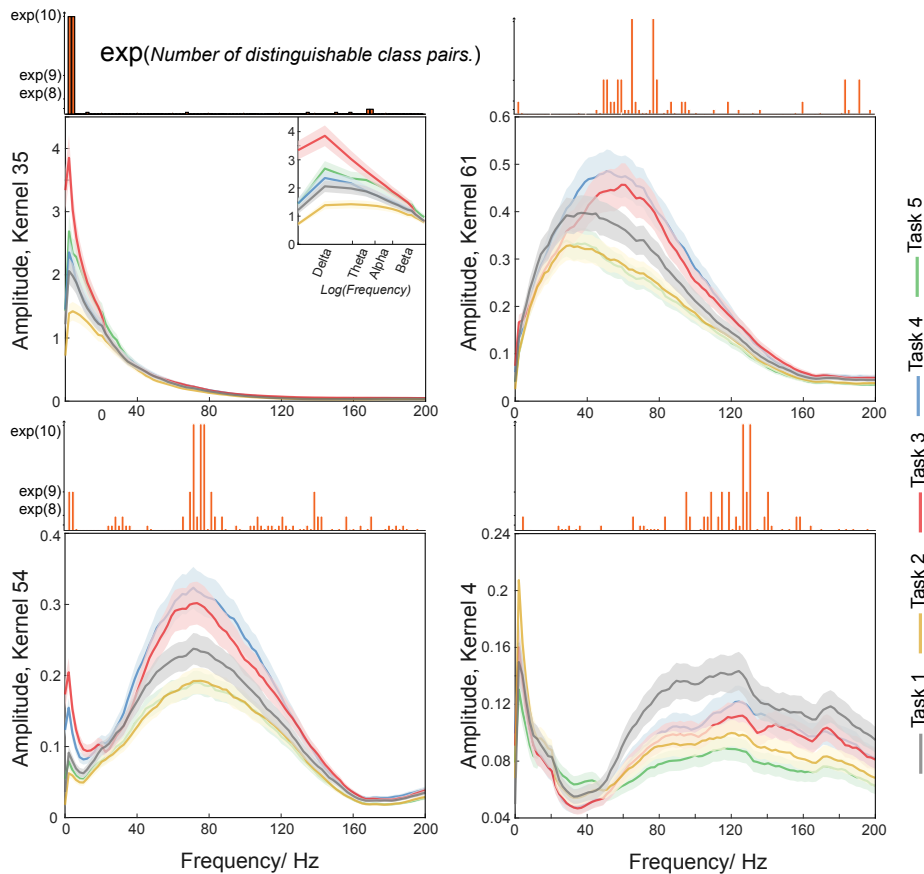 exp(10)
exp(9)
exp(8)
exp(Number of distinguishable class pairs.)
Amplitude, Kernel 35
4
3
2
1
0
0
40
80
120
160
200
4
3
2
1
0
Delta
Theta
Alpha
Beta
Log(Frequency)
Amplitude, Kernel 61
0.6
0.5
0.4
0.3
0.2
0.1
0
0
40
80
120
160
200
exp(10)
exp(9)
exp(8)
Amplitude, Kernel 54
0.4
0.3
0.2
0.1
0
0
40
80
120
160
200
Frequency/ Hz
Amplitude, Kernel 4
0.24
0.2
0.16
0.12
0.08
0.04
0
40
80
120
160
200
Frequency/ Hz
Task 1
Task 2
Task 3
Task 4
Task 5